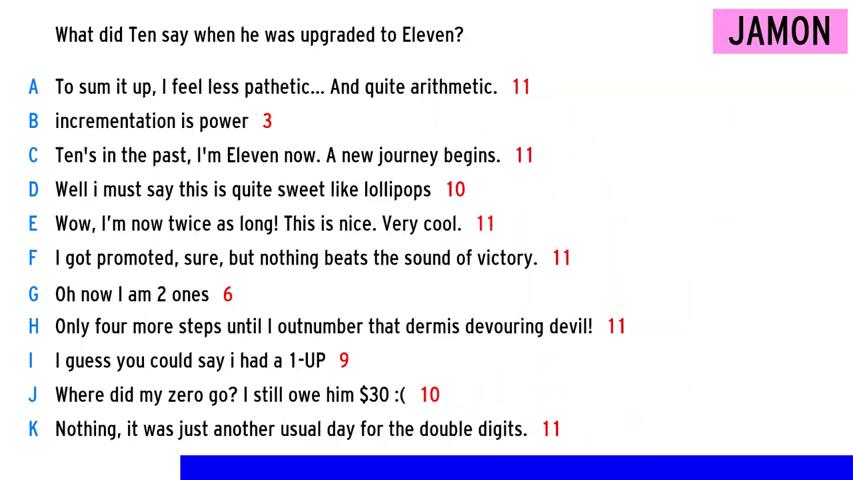 What did Ten say when he was upgraded to Eleven?
JAMON
A To sum it up, I feel less pathetic... And quite arithmetic. 11
B incrementation is power 3
C Ten's in the past, I'm Eleven now. A new journey begins. 11
D Well i must say this is quite sweet like lollipops 10
E Wow, I'm now twice as long! This is nice. Very cool. 11
F I got promoted, sure, but nothing beats the sound of victory. 11
G Oh now I am 2 ones 6
H Only four more steps until I outnumber that dermis devouring devil! 11
I I guess you could say i had a 1-UP 9
J Where did my zero go? I still owe him $30 :( 10
K Nothing, it was just another usual day for the double digits. 11